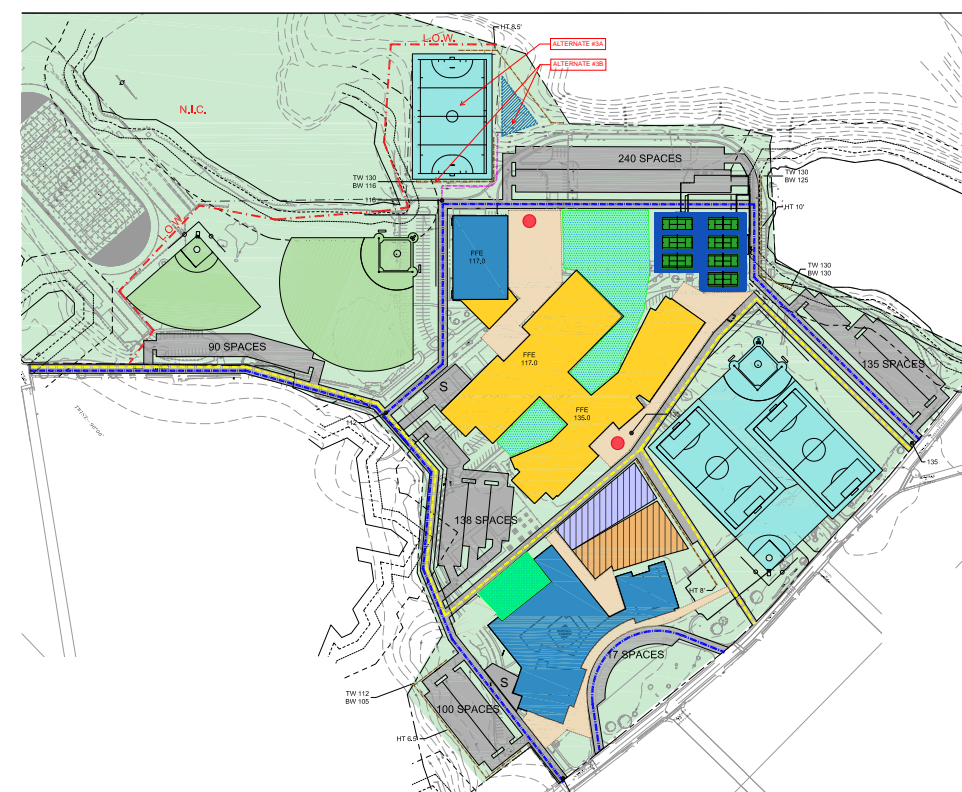 HT 8.5'
L.O.W.
ALTERNATE #3A
ALTERNATE #3B
N.I.C.
240 SPACES
TW 130
BW 116
TW 130
BW 125
116
HT 10'
L.O.W.
FFE
117.0
TW 130
BW 130
90 SPACES
FFE
117.0
135 SPACES
S
FFE
135.0
112
135
138 SPACES
HT 8'
17 SPACES
S
TW 112
BW 105
100 SPACES
HT 6.5'